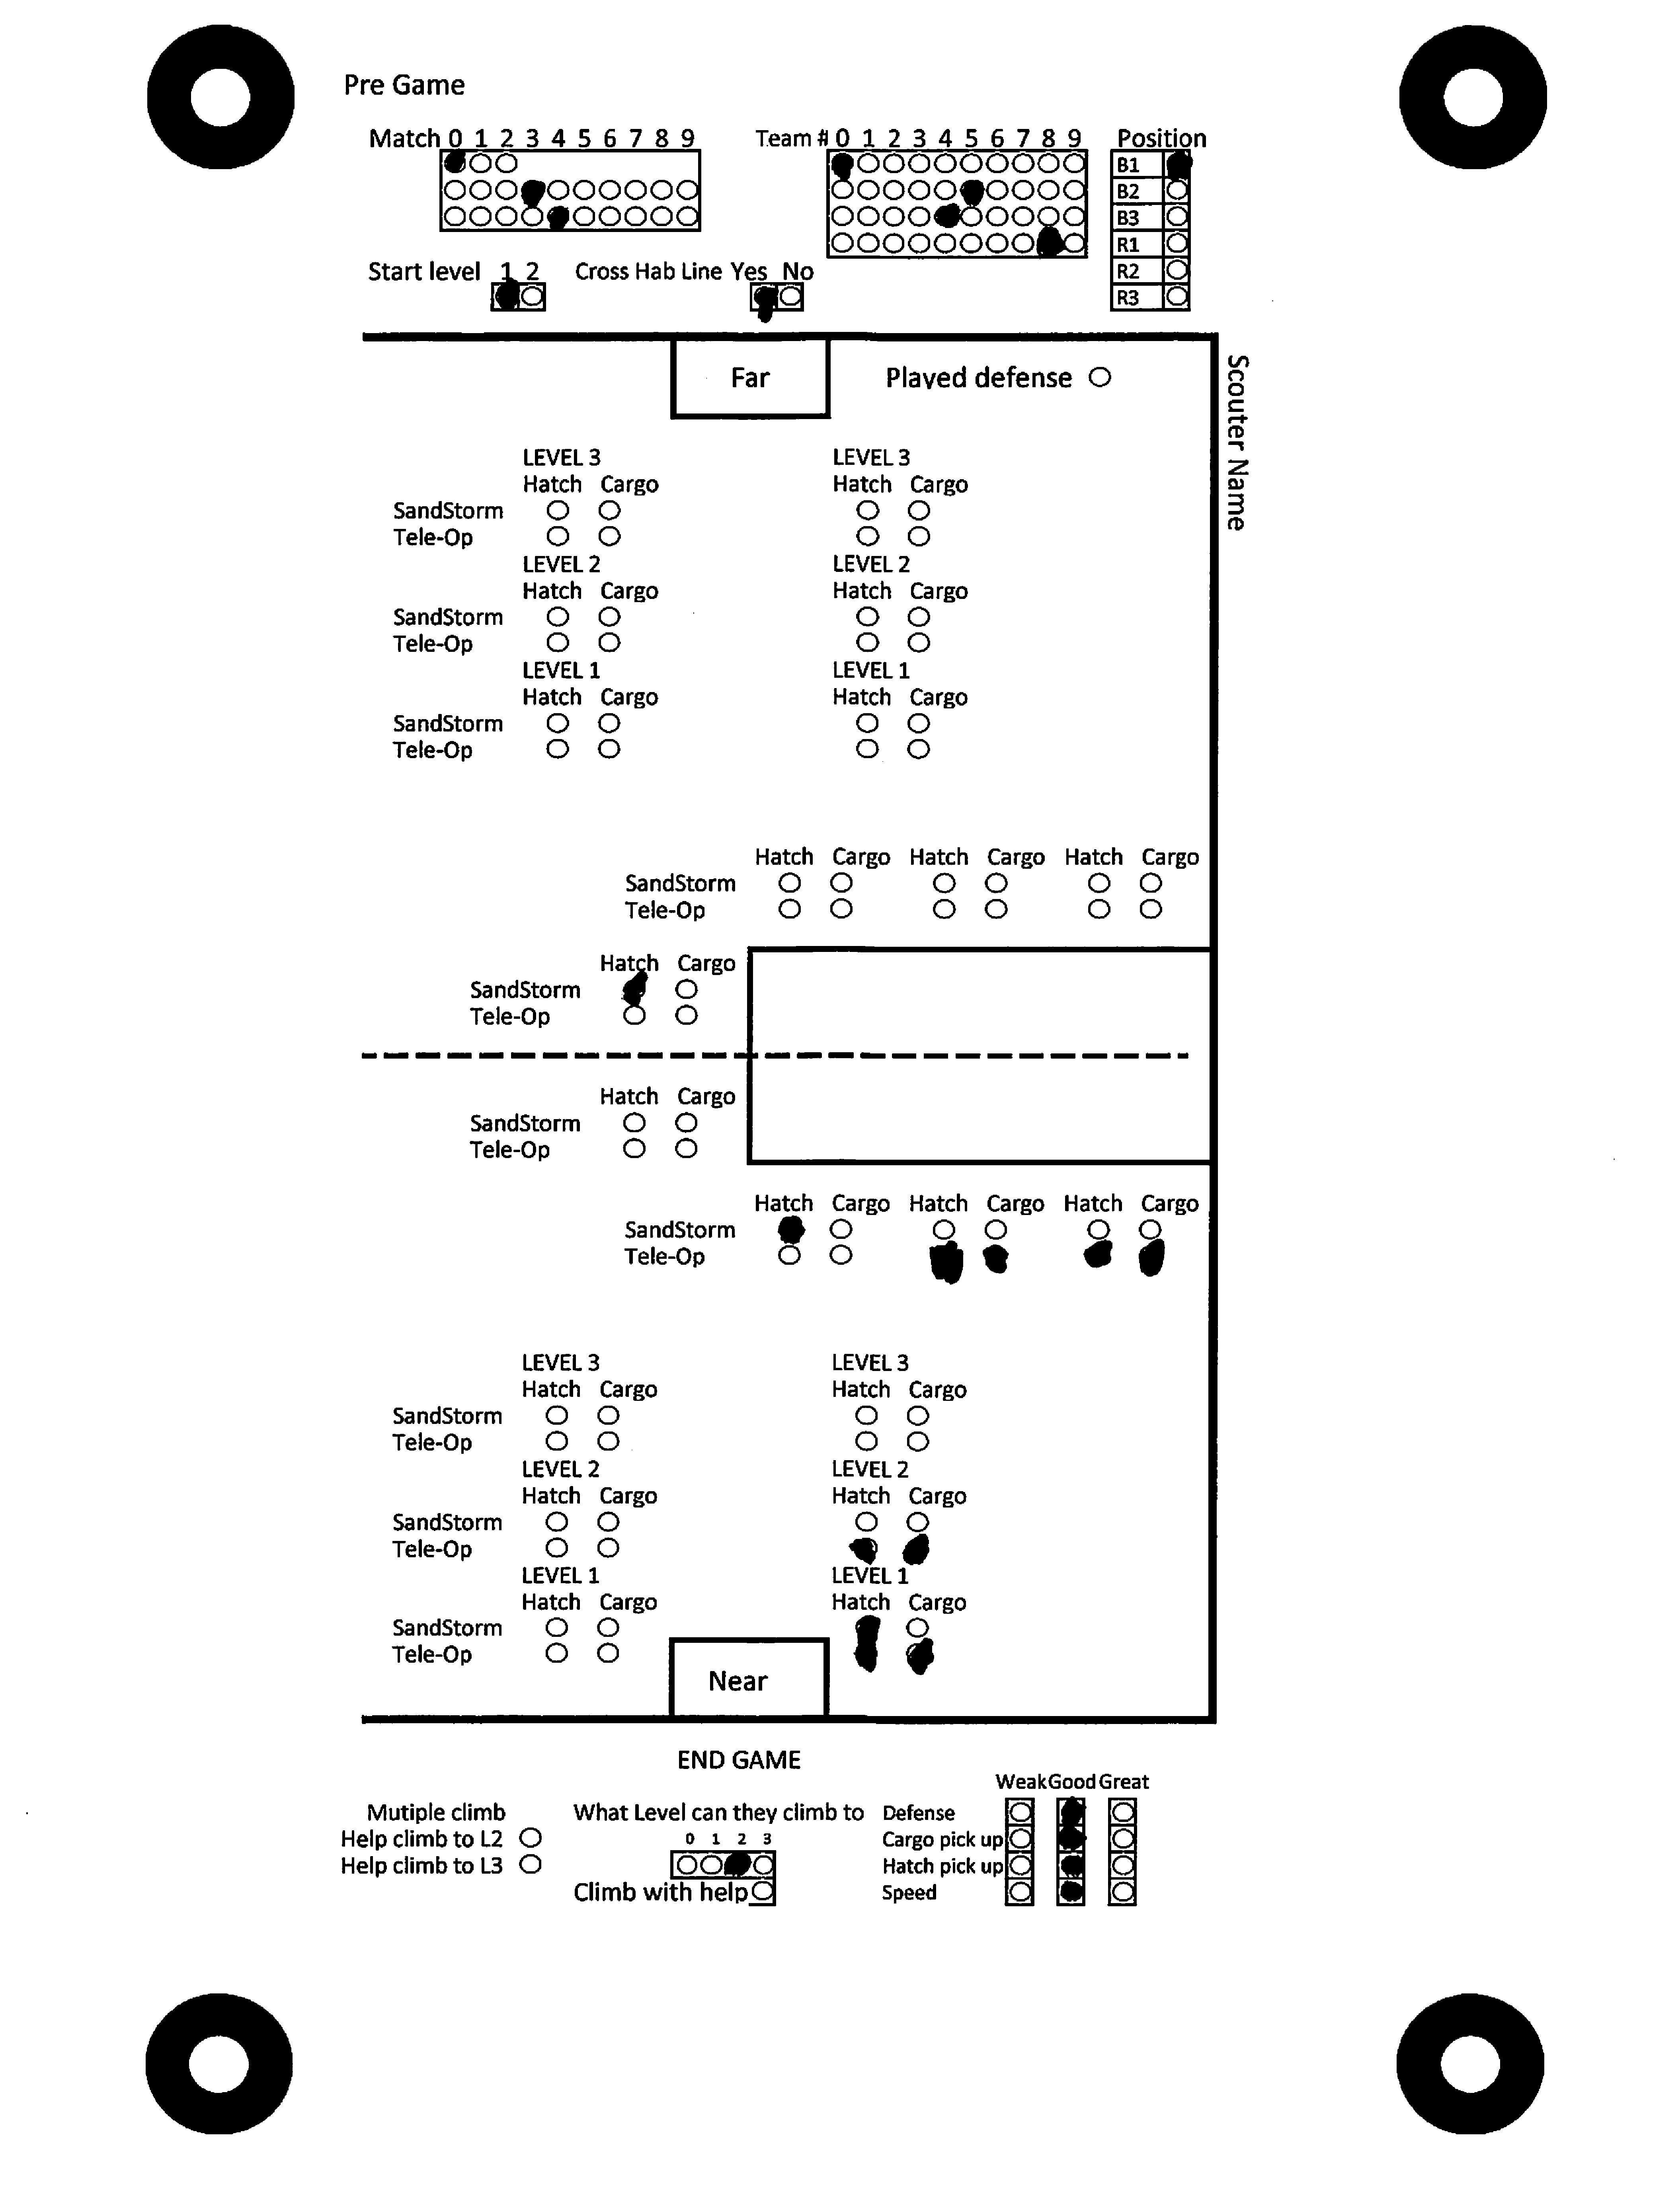 Pre Game
Match 0 1 2 3 4 5 6 7 8 9
Team # 0 1 2 3 4 5 6 7 8 9
Position
B1
B2
B3
R1
R2
R3
Start level 1 2
Cross Hab Line Yes No
Far
Played defense
Scouter Name
LEVEL 3 LEVEL 3
Hatch Cargo Hatch Cargo
SandStorm
Tele-Op
LEVEL 2 LEVEL 2
Hatch Cargo Hatch Cargo
SandStorm
Tele-Op
LEVEL 1 LEVEL 1
Hatch Cargo Hatch Cargo
SandStorm
Tele-Op
Hatch Cargo Hatch Cargo Hatch Cargo
SandStorm
Tele-Op
Hatch Cargo
SandStorm
Tele-Op
Hatch Cargo
SandStorm
Tele-Op
Hatch Cargo Hatch Cargo Hatch Cargo
SandStorm
Tele-Op
LEVEL 3 LEVEL 3
Hatch Cargo Hatch Cargo
SandStorm
Tele-Op
LEVEL 2 LEVEL 2
Hatch Cargo Hatch Cargo
SandStorm
Tele-Op
LEVEL 1 LEVEL 1
Hatch Cargo Hatch Cargo
SandStorm
Tele-Op
Near
END GAME
Mutiple climb
Help climb to L2
Help climb to L3
What Level can they climb to
0 1 2 3
Climb with help
Weak Good Great
Defense
Cargo pick up
Hatch pick up
Speed